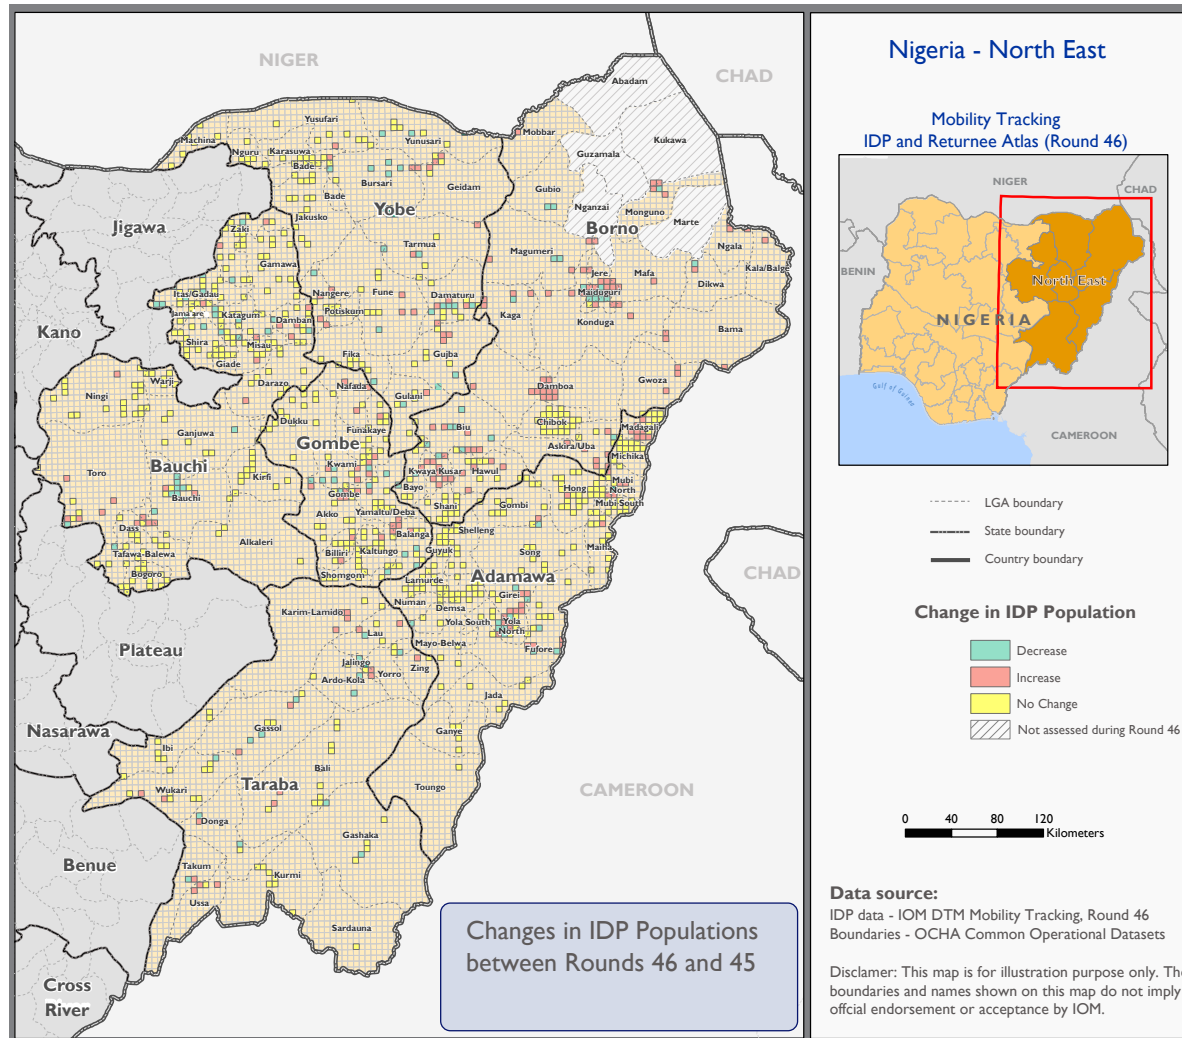 NIGER
CHAD
Abadam
Yusufari
Mobbar
Kukawa
Machina
Yunusari
Nguru
Karasuwa
Guzamala
Bade
Bursari
Geidam
Gubio
Bade
Yobe
Nganzai
Monguno
Jakusko
Marte
Borno
Jigawa
Zaki
Tarmua
Magumeri
Ngala
Gamawa
Kala/Balge
Jere
Mafa
Itas/Gadau
Nangere
Fune
Damaturu
Maiduguri
Dikwa
Jama'are
Katagum
Potiskum
Kaga
Konduga
Kano
Damban
Bama
Shira
Misau
Giade
Fika
Gujba
Warji
Darazo
Nafada
Damboa
Gwoza
Ningi
Gulani
Dukku
Chibok
Ganjuwa
Funakaye
Biu
Madagali
Gombe
Askira/Uba
Michika
Bauchi
Kwami
Toro
Kwaya Kusar
Hawul
Kirfi
Mubi
North
Bauchi
Gombe
Bayo
Hong
Mubi South
Akko
Yamaltu/Deba
Shani
Gombi
Dass
Balanga
Shelleng
Alkaleri
Tafawa-Balewa
Billiri
Kaltungo
Guyuk
Song
Maiha
Bogoro
Shomgom
Lamurde
Adamawa
CHAD
Girei
Karim-Lamido
Numan
Demsa
Yola South
Yola
North
Plateau
Lau
Mayo-Belwa
Fufore
Jalingo
Zing
Ardo-Kola
Yorro
Jada
Nasarawa
Gassol
Ganye
Ibi
Bali
Taraba
Wukari
Toungo
CAMEROON
Donga
Gashaka
Benue
Takum
Kurmi
Ussa
Sardauna
Cross
River
Changes in IDP Populations
between Rounds 46 and 45
Nigeria - North East
Mobility Tracking
IDP and Returnee Atlas (Round 46)
NIGER
CHAD
BENIN
North East
NIGERIA
Gulf of Guinea
CAMEROON
LGA boundary
State boundary
Country boundary
Change in IDP Population
Decrease
Increase
No Change
Not assessed during Round 46
0 40 80 120
Kilometers
Data source:
IDP data - IOM DTM Mobility Tracking, Round 46
Boundaries - OCHA Common Operational Datasets
Disclamer: This map is for illustration purpose only. The
boundaries and names shown on this map do not imply
offcial endorsement or acceptance by IOM.